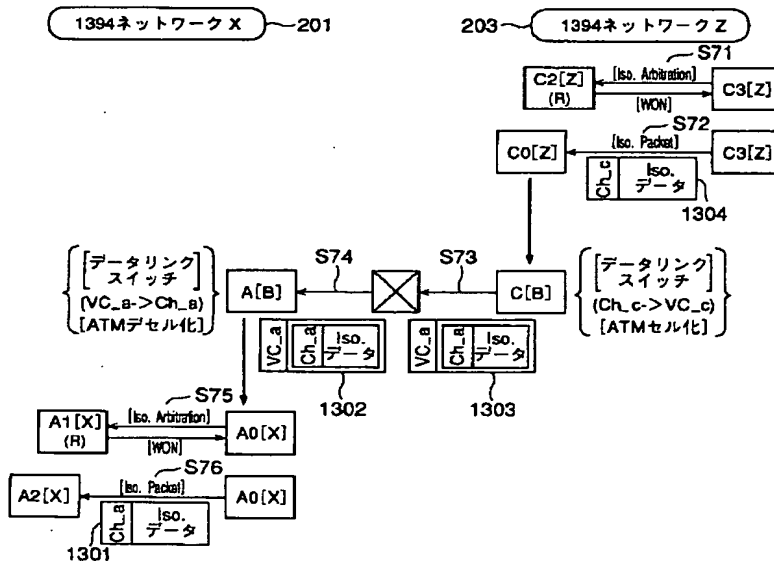 1394ネットワーク X
201
203
1394ネットワーク Z
S71
C2[Z]
(R)
[Iso. Arbitration]
[WON]
C3[Z]
S72
C0[Z]
[Iso. Packet]
C3[Z]
Ch_c
Iso.
データ
1304
[データリンク
スイッチ]
(VC_a->Ch_a)
[ATMデセル化]
S74
S73
A[B]
C[B]
[データリンク
スイッチ]
(Ch_c->VC_c)
[ATMセル化]
VC_a
Ch_a
Iso.
データ
1302
VC_a
Ch_a
Iso.
データ
1303
S75
A1[X]
(R)
[Iso. Arbitration]
[WON]
A0[X]
S76
A2[X]
[Iso. Packet]
A0[X]
Ch_a
Iso.
データ
1301